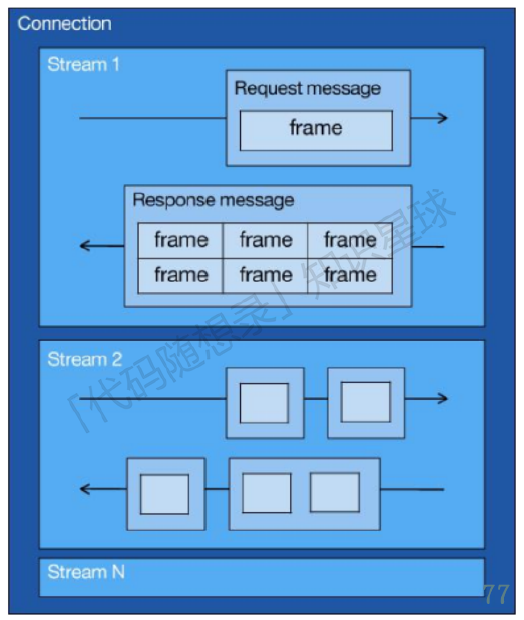 Connection
Stream 1
Request message
frame
Response message
frame frame frame
frame frame frame
「代码随想录」知识星球
Stream 2
Stream N
77